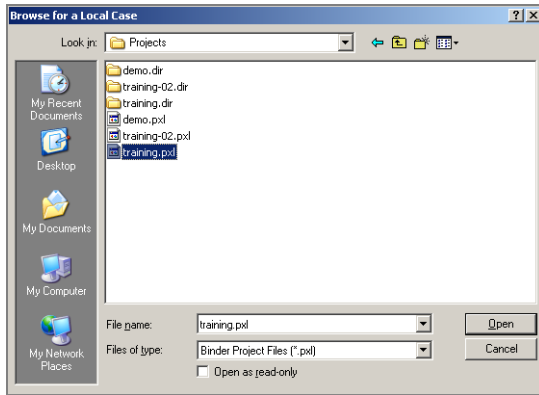 Browse for a Local Case
Look in: Projects
My Recent
Documents
Desktop
My Documents
My Computer
My Network
Places
demo.dir
training-02.dir
training.dir
demo.pxl
training-02.pxl
training.pxl
File name: training.pxl Open
Files of type: Binder Project Files (*.pxl) Cancel
Open as read-only